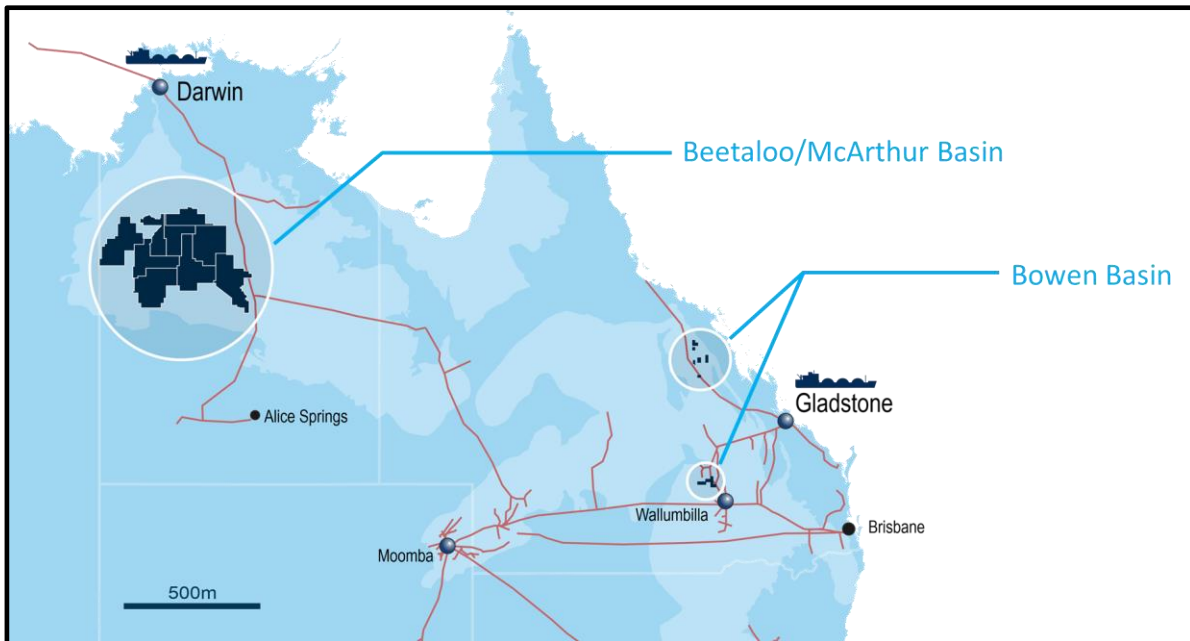 Darwin
Beetaloo/McArthur Basin
Bowen Basin
Gladstone
Alice Springs
Wallumbilla
Brisbane
Moomba
500m